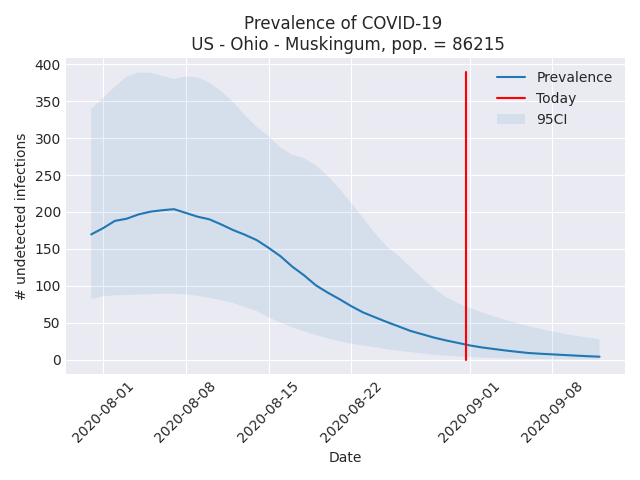 Prevalence of COVID-19
US - Ohio - Muskingum, pop. = 86215
# undetected infections
400
350
300
250
200
150
100
50
0
Prevalence
Today
95CI
2020-08-01
2020-08-08
2020-08-15
2020-08-22
2020-09-01
2020-09-08
Date